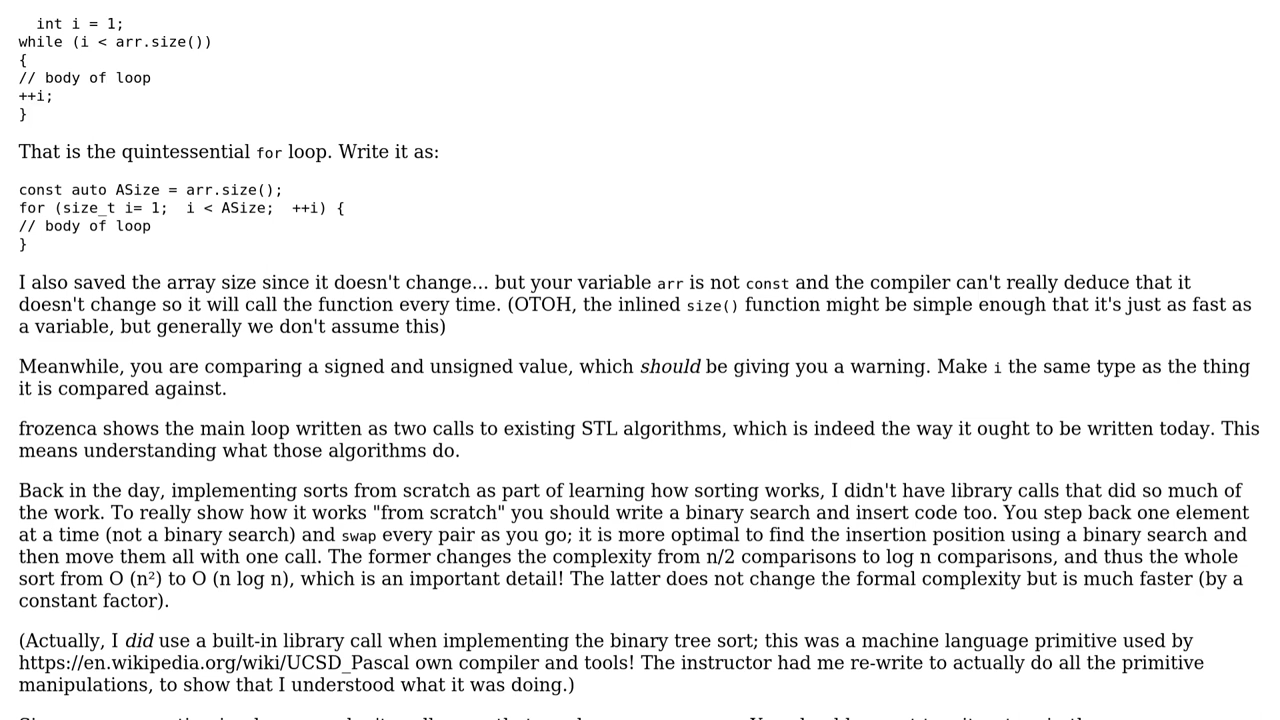 int i = 1;
while (i < arr.size())
{
// body of loop
++i;
}
That is the quintessential for loop. Write it as:
const auto ASize = arr.size();
for (size_t i= 1;  i < ASize;  ++i) {
// body of loop
}
I also saved the array size since it doesn't change... but your variable arr is not const and the compiler can't really deduce that it
doesn't change so it will call the function every time. (OTOH, the inlined size() function might be simple enough that it's just as fast as
a variable, but generally we don't assume this)
Meanwhile, you are comparing a signed and unsigned value, which should be giving you a warning. Make i the same type as the thing
it is compared against.
frozenca shows the main loop written as two calls to existing STL algorithms, which is indeed the way it ought to be written today. This
means understanding what those algorithms do.
Back in the day, implementing sorts from scratch as part of learning how sorting works, I didn't have library calls that did so much of
the work. To really show how it works "from scratch" you should write a binary search and insert code too. You step back one element
at a time (not a binary search) and swap every pair as you go; it is more optimal to find the insertion position using a binary search and
then move them all with one call. The former changes the complexity from n/2 comparisons to log n comparisons, and thus the whole
sort from O (n²) to O (n log n), which is an important detail! The latter does not change the formal complexity but is much faster (by a
constant factor).
(Actually, I did use a built-in library call when implementing the binary tree sort; this was a machine language primitive used by
https://en.wikipedia.org/wiki/UCSD_Pascal own compiler and tools! The instructor had me re-write to actually do all the primitive
manipulations, to show that I understood what it was doing.)